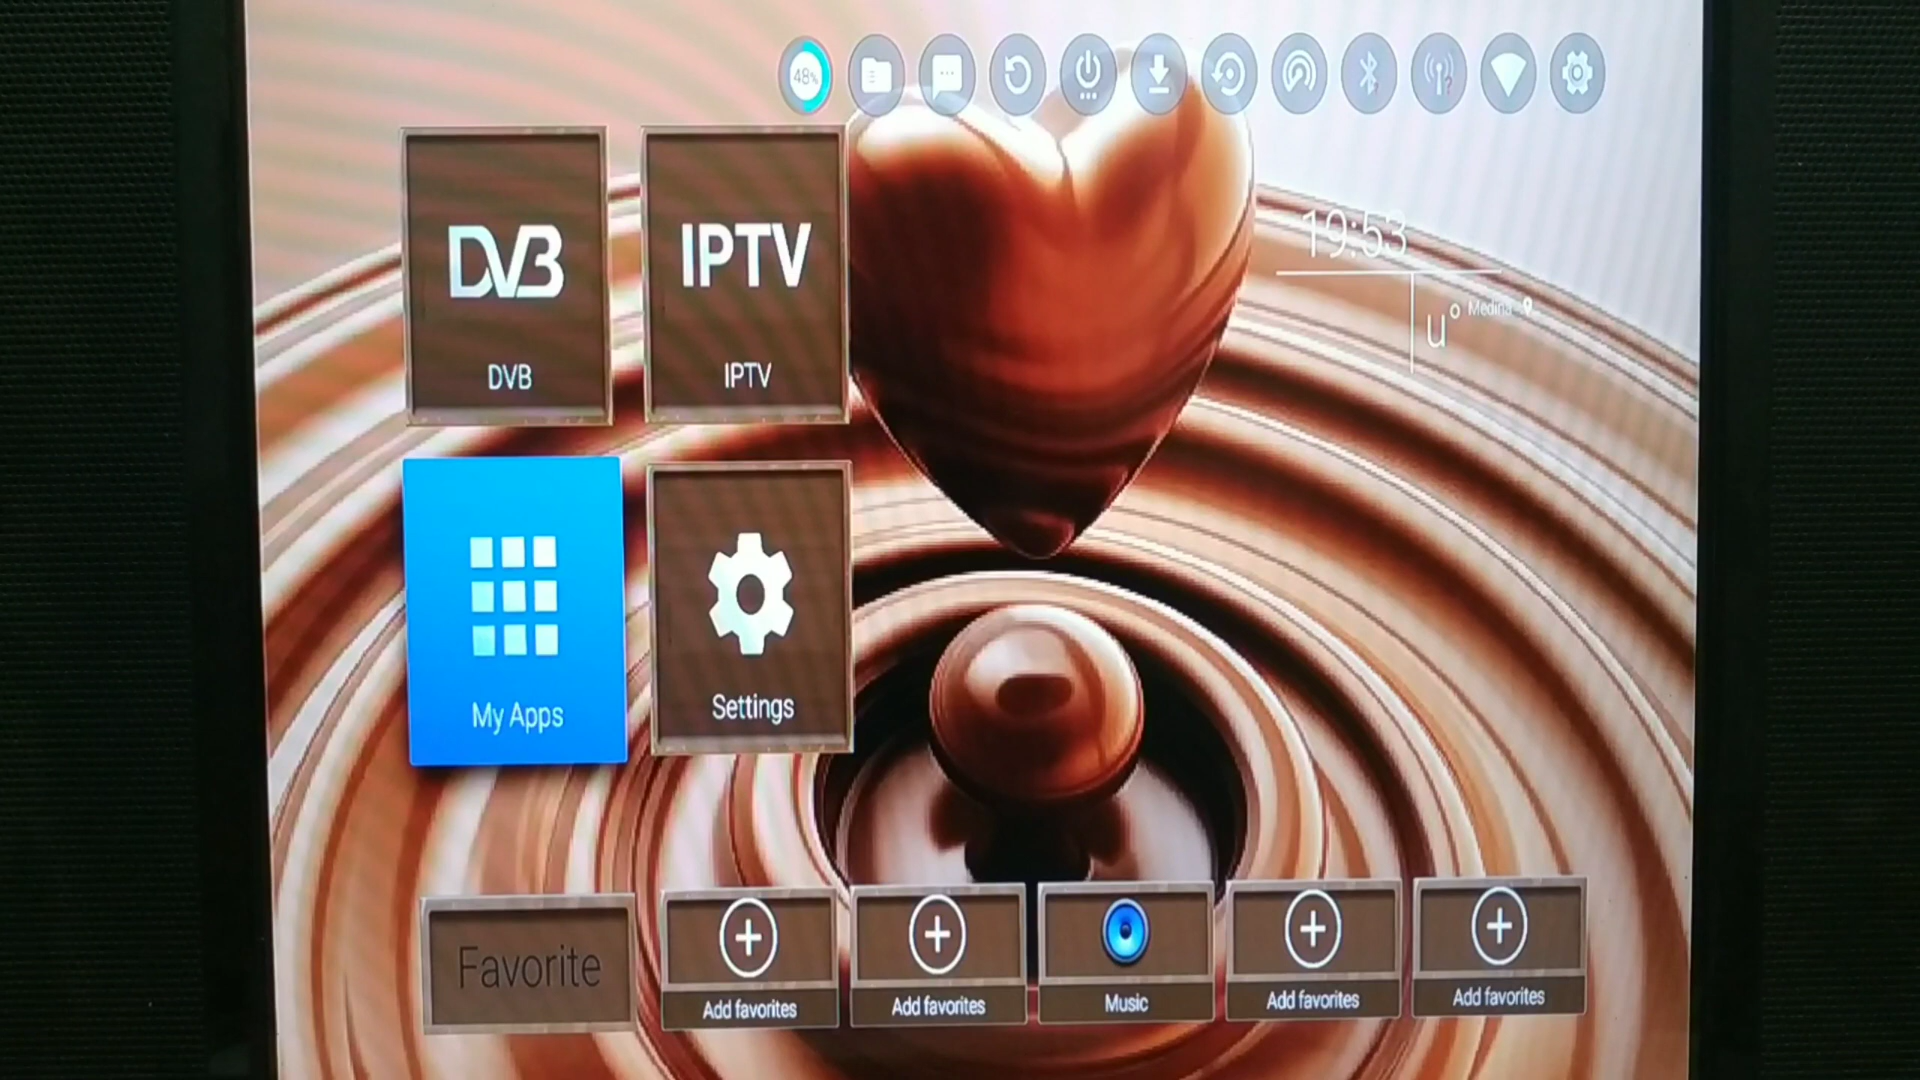 48%
DVB
DVB
IPTV
IPTV
19:53
u° Medina
My Apps
Settings
Favorite
Add favorites
Add favorites
Music
Add favorites
Add favorites